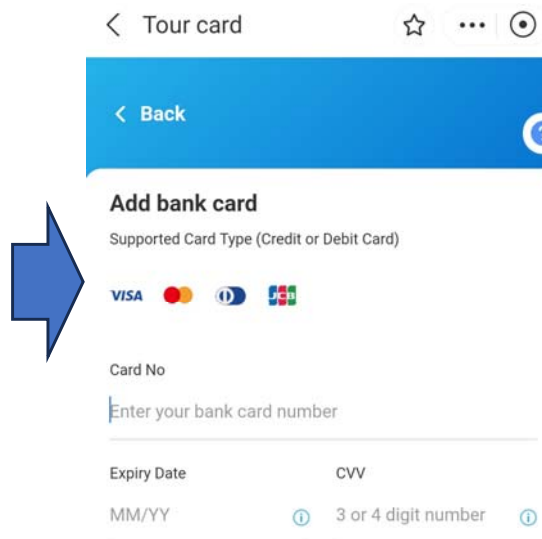 Tour card
Back
Add bank card
Supported Card Type (Credit or Debit Card)
VISA JCB
Card No
Enter your bank card number
Expiry Date CVV
MM/YY 3 or 4 digit number